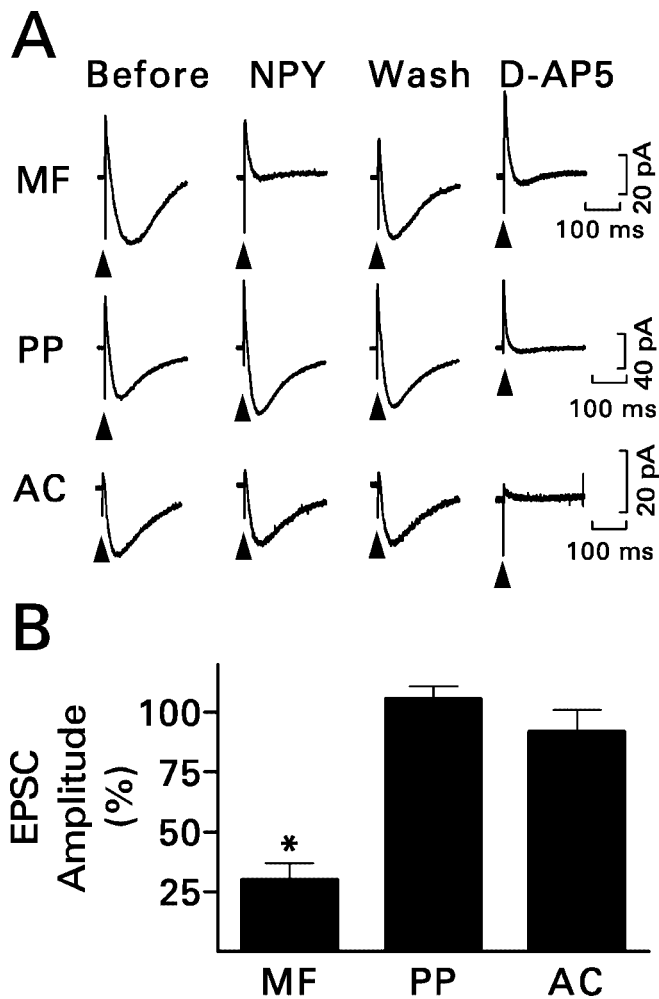 A
Before NPY Wash D-AP5
MF
20 pA
100 ms
PP
40 pA
100 ms
AC
20 pA
100 ms
B
EPSC
Amplitude
(%)
100
75
50
25
*
MF PP AC